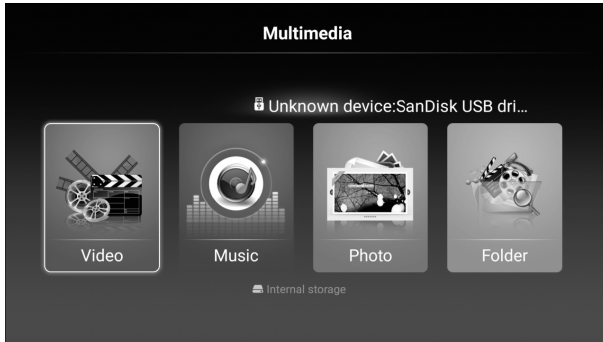 Multimedia
Unknown device:SanDisk USB dri...
Video Music Photo Folder
Internal storage